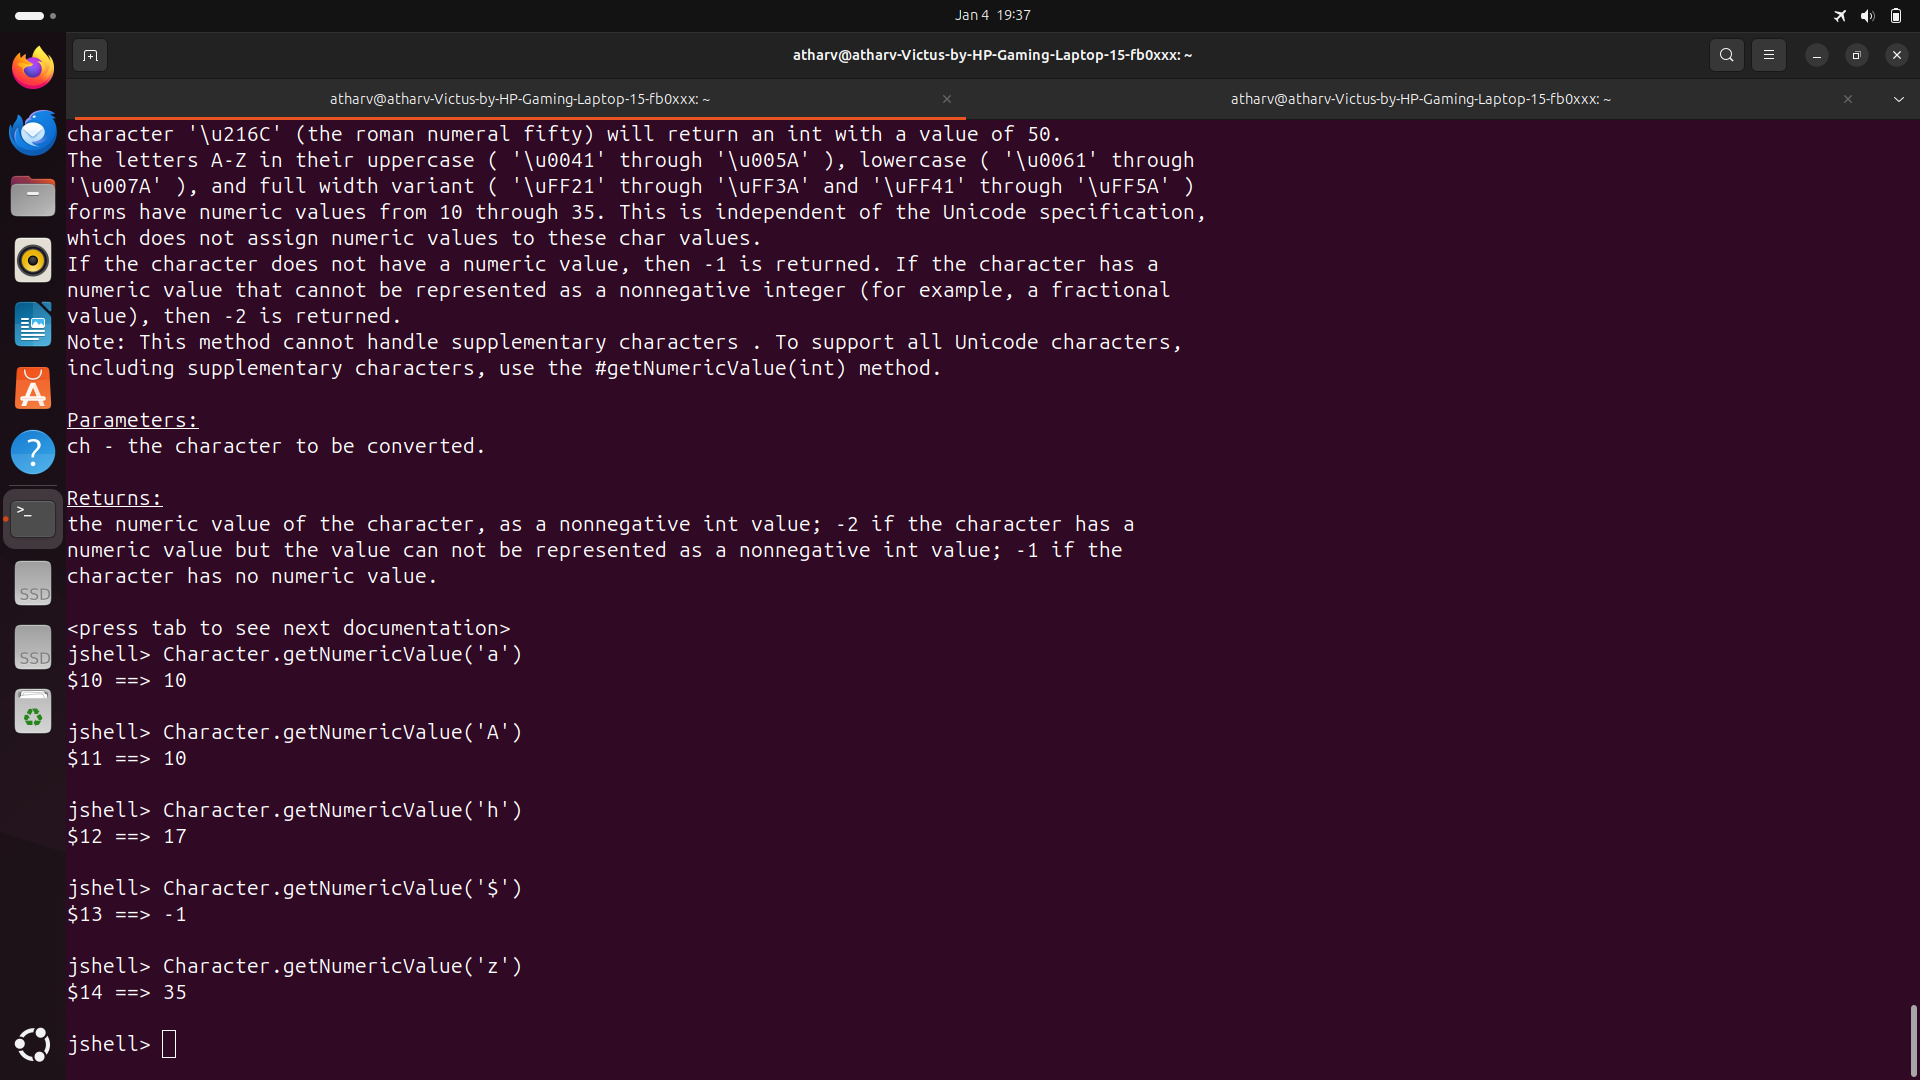 Jan 4 19:37
atharv@atharv-Victus-by-HP-Gaming-Laptop-15-fb0xxx: ~
atharv@atharv-Victus-by-HP-Gaming-Laptop-15-fb0xxx: ~
atharv@atharv-Victus-by-HP-Gaming-Laptop-15-fb0xxx: ~
character '\u216C' (the roman numeral fifty) will return an int with a value of 50.
The letters A-Z in their uppercase ( '\u0041' through '\u005A' ), lowercase ( '\u0061' through
'\u007A' ), and full width variant ( '\uFF21' through '\uFF3A' and '\uFF41' through '\uFF5A' )
forms have numeric values from 10 through 35. This is independent of the Unicode specification,
which does not assign numeric values to these char values.
If the character does not have a numeric value, then -1 is returned. If the character has a
numeric value that cannot be represented as a nonnegative integer (for example, a fractional
value), then -2 is returned.
Note: This method cannot handle supplementary characters . To support all Unicode characters,
including supplementary characters, use the #getNumericValue(int) method.
Parameters:
ch - the character to be converted.
Returns:
the numeric value of the character, as a nonnegative int value; -2 if the character has a
numeric value but the value can not be represented as a nonnegative int value; -1 if the
character has no numeric value.
<press tab to see next documentation>
jshell> Character.getNumericValue('a')
$10 ==> 10
jshell> Character.getNumericValue('A')
$11 ==> 10
jshell> Character.getNumericValue('h')
$12 ==> 17
jshell> Character.getNumericValue('$')
$13 ==> -1
jshell> Character.getNumericValue('z')
$14 ==> 35
jshell>
SSD
SSD